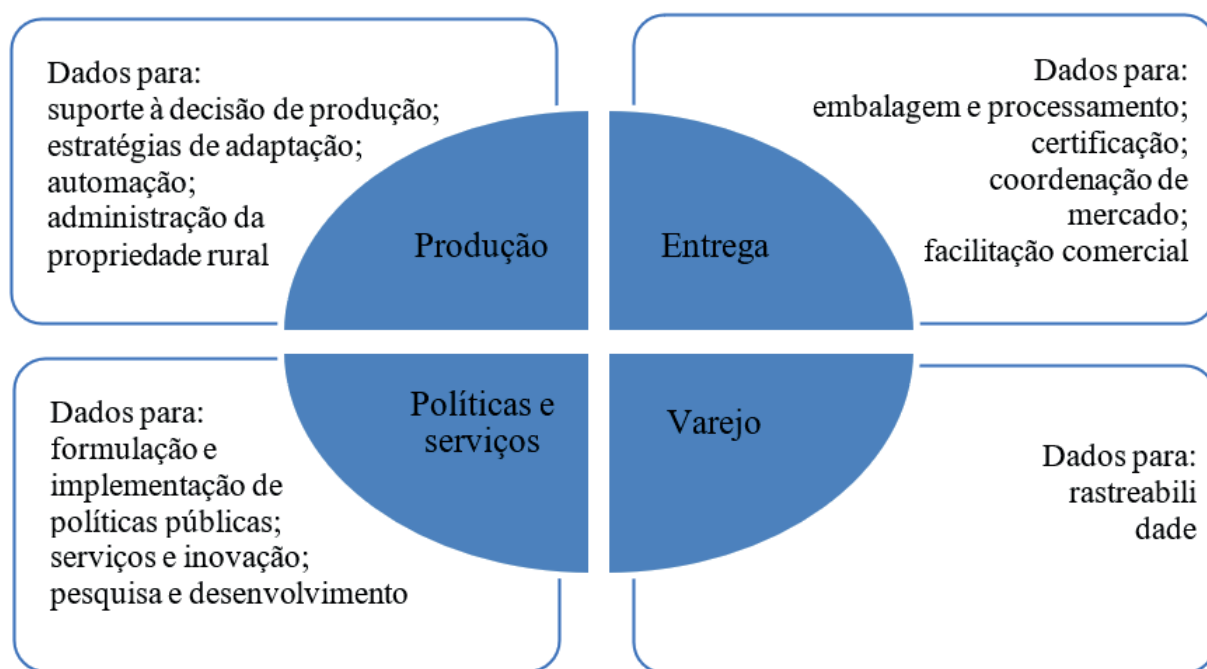 Dados para:
suporte à decisão de produção;
estratégias de adaptação;
automação;
administração da
propriedade rural
Produção
Dados para:
embalagem e processamento;
certificação;
coordenação de
mercado;
facilitação comercial
Entrega
Dados para:
formulação e
implementação de
políticas públicas;
serviços e inovação;
pesquisa e desenvolvimento
Políticas e
serviços
Varejo
Dados para:
rastreabili
dade